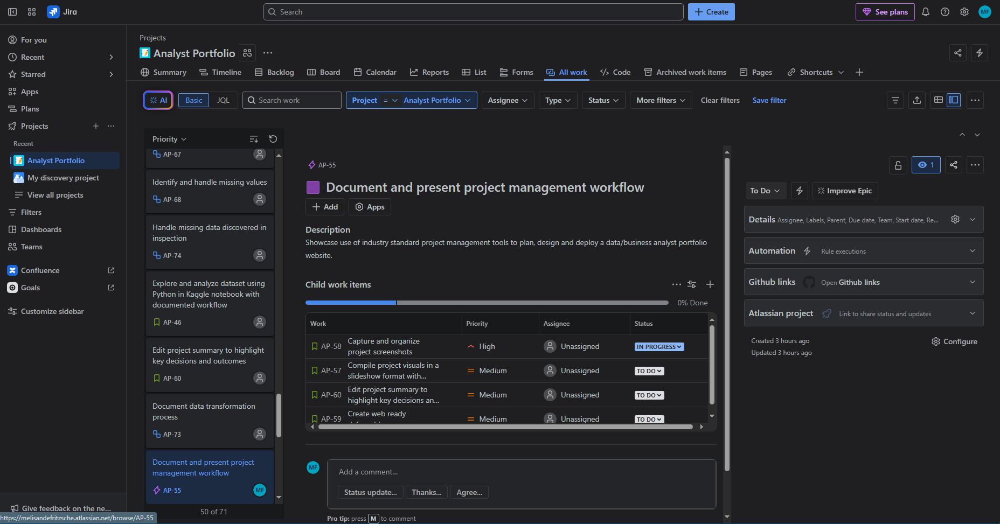 Jira
Search
Create
See plans
MF
For you
Recent
Starred
Apps
Plans
Projects
Recent
Analyst Portfolio
My discovery project
View all projects
Filters
Dashboards
Teams
Confluence
Goals
Customize sidebar
Give feedback on the ne...
https://melisandefritzsche.atlassian.net/browse/AP-55
Projects
Analyst Portfolio
Summary Timeline Backlog Board Calendar Reports List Forms All work Code Archived work items Pages Shortcuts
AI Basic JQL Search work Project = Analyst Portfolio Assignee Type Status More filters Clear filters Save filter
Priority
AP-67
Identify and handle missing values
AP-68
Handle missing data discovered in
inspection
AP-74
Explore and analyze dataset using
Python in Kaggle notebook with
documented workflow
AP-46
Edit project summary to highlight
key decisions and outcomes
AP-60
Document data transformation
process
AP-73
Document and present project
management workflow
AP-55 MF
50 of 71
AP-55
Document and present project management workflow
Add Apps
Description
Showcase use of industry standard project management tools to plan, design and deploy a data/business analyst portfolio
website.
Child work items
0% Done
Work Priority Assignee Status
AP-58 Capture and organize
project screenshots
High Unassigned IN PROGRESS
AP-57 Compile project visuals in a
slideshow format with...
Medium Unassigned TO DO
AP-60 Edit project summary to
highlight key decisions an...
Medium Unassigned TO DO
AP-59 Create web ready
Medium Unassigned TO DO
MF
Add a comment...
Status update... Thanks... Agree...
Pro tip: press M to comment
1
To Do Improve Epic
Details Assignee, Labels, Parent, Due date, Team, Start date, Re...
Automation Rule executions
Github links Open Github links
Atlassian project Link to share status and updates
Created 3 hours ago
Updated 3 hours ago
Configure